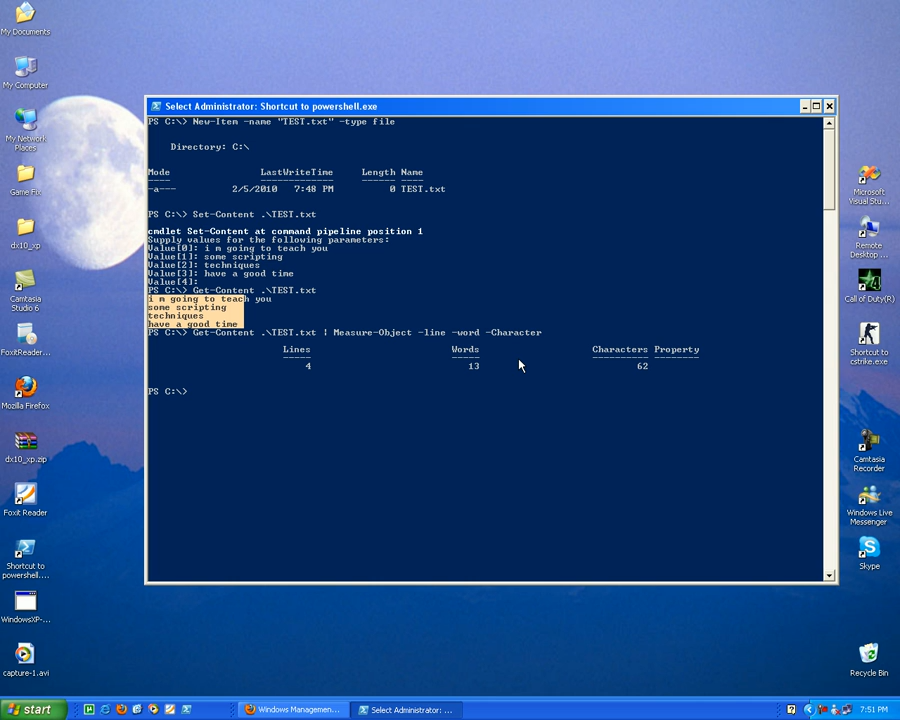 My Documents
My Computer
My Network
Places
Game Fix
dx10_xp
Camtasia
Studio 6
FoxitReader...
Mozilla Firefox
dx10_xp.zip
Foxit Reader
Shortcut to
powershell....
WindowsXP-...
capture-1.avi
Select Administrator: Shortcut to powershell.exe
PS C:\> New-Item -name "TEST.txt" -type file
Directory: C:\
Mode LastWriteTime Length Name
---- ------------- ------ ----
-a--- 2/5/2010 7:48 PM 0 TEST.txt
PS C:\> Set-Content .\TEST.txt
cmdlet Set-Content at command pipeline position 1
Supply values for the following parameters:
Value[0]: i m going to teach you
Value[1]: some scripting
Value[2]: techniques
Value[3]: have a good time
Value[4]:
PS C:\> Get-Content .\TEST.txt
i m going to teach you
some scripting
techniques
have a good time
PS C:\> Get-Content .\TEST.txt | Measure-Object -line -word -Character
Lines Words Characters Property
----- ----- ---------- --------
4 13 62
PS C:\>
Microsoft
Visual Stu...
Remote
Desktop ...
Call of Duty(R)
Shortcut to
cstrike.exe
Camtasia
Recorder
Windows Live
Messenger
Skype
Recycle Bin
start
Windows Managemen...
Select Administrator: ...
7:51 PM